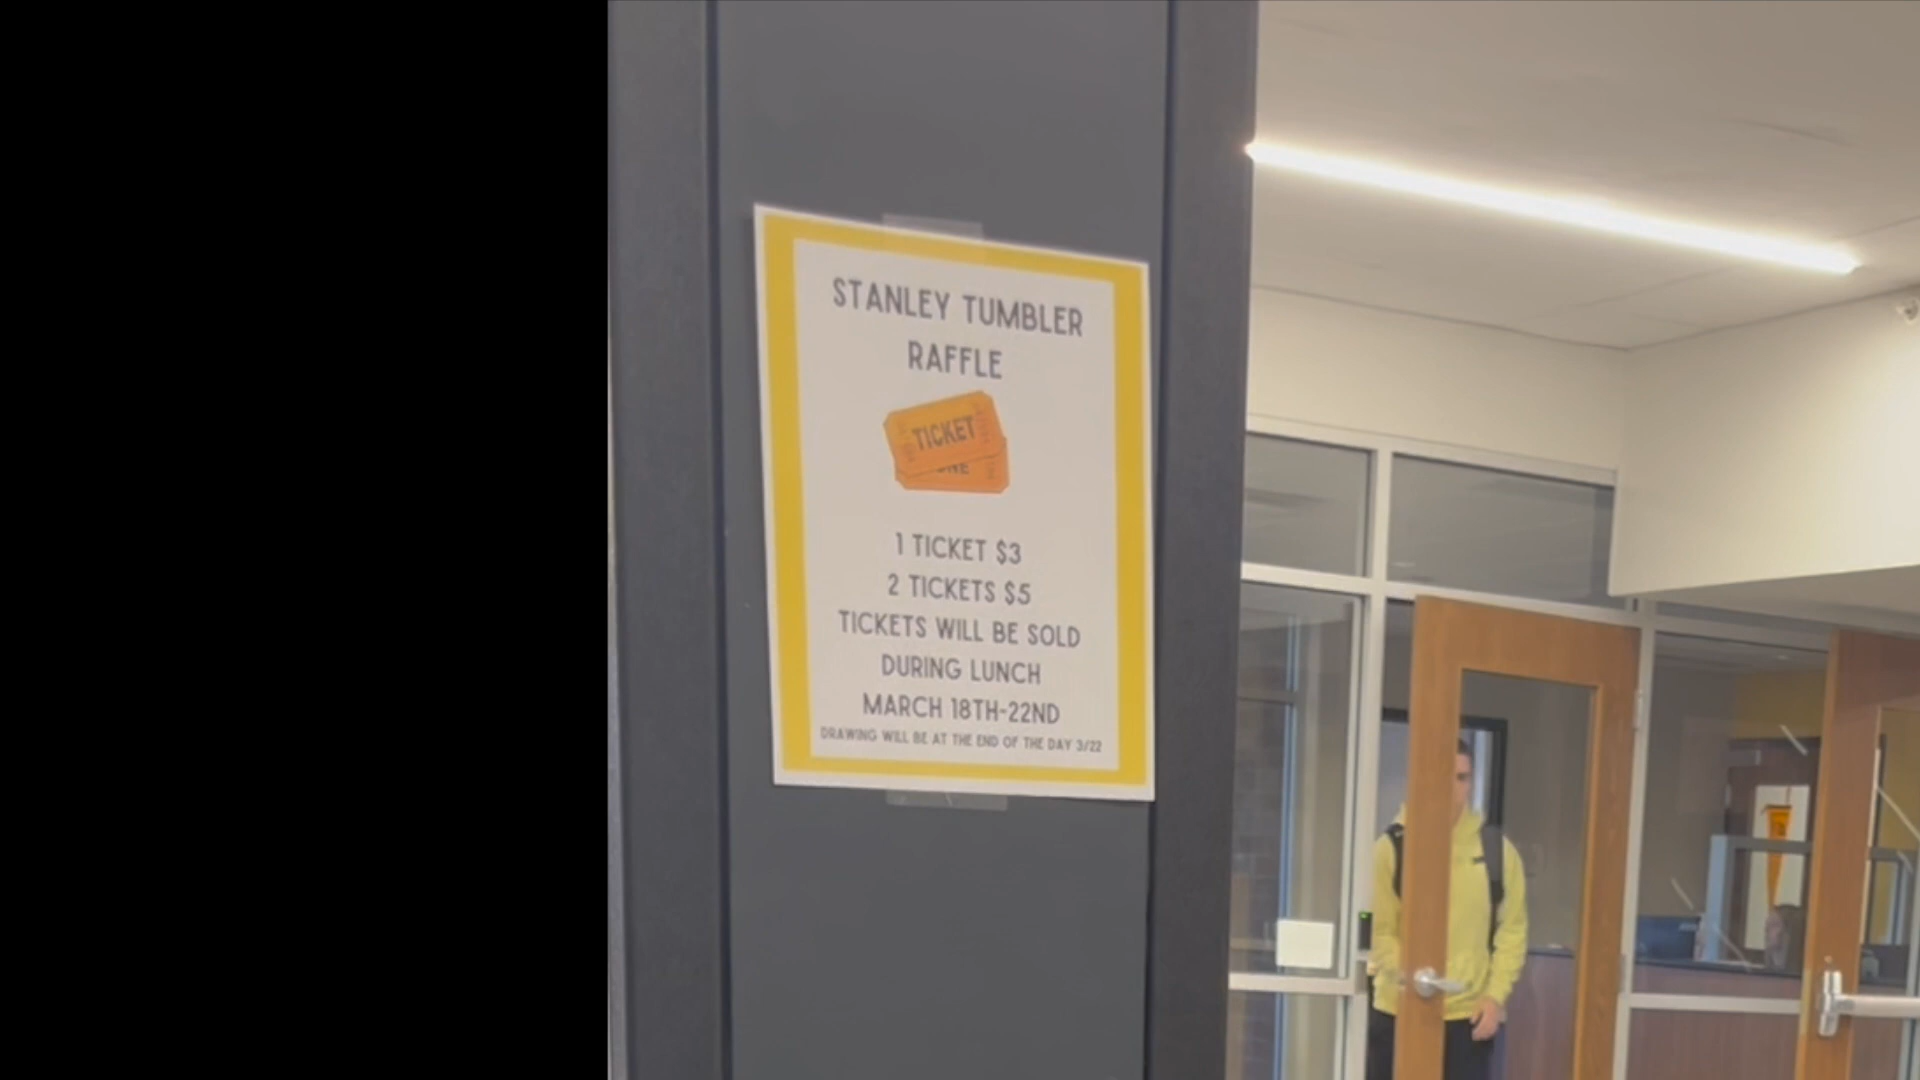 STANLEY TUMBLER
RAFFLE
TICKET
1 TICKET $3
2 TICKETS $5
TICKETS WILL BE SOLD
DURING LUNCH
MARCH 18TH-22ND
DRAWING WILL BE AT THE END OF THE DAY 3/22